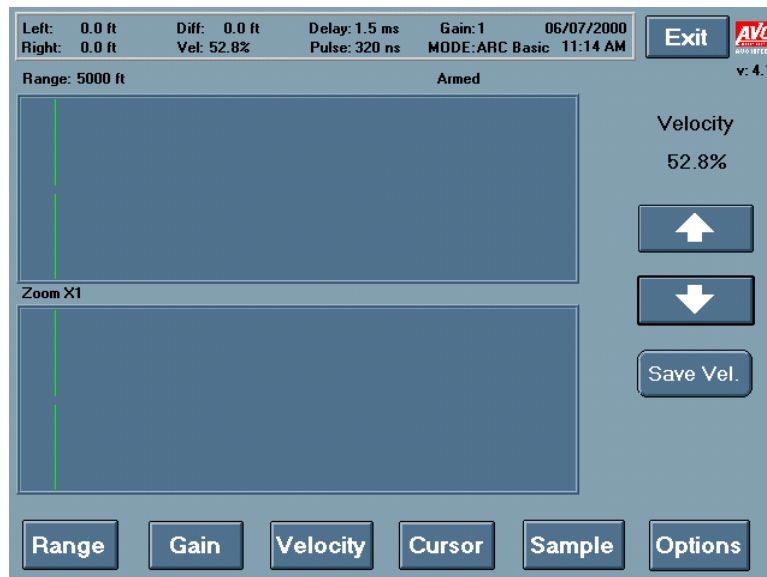 Left: 0.0 ft Diff: 0.0 ft Delay: 1.5 ms Gain: 1 06/07/2000
Right: 0.0 ft Vel: 52.8% Pulse: 320 ns MODE:ARC Basic 11:14 AM
Exit
AVO
Range: 5000 ft Armed
v: 4.
Velocity
52.8%
Zoom X1
Save Vel.
Range Gain Velocity Cursor Sample Options